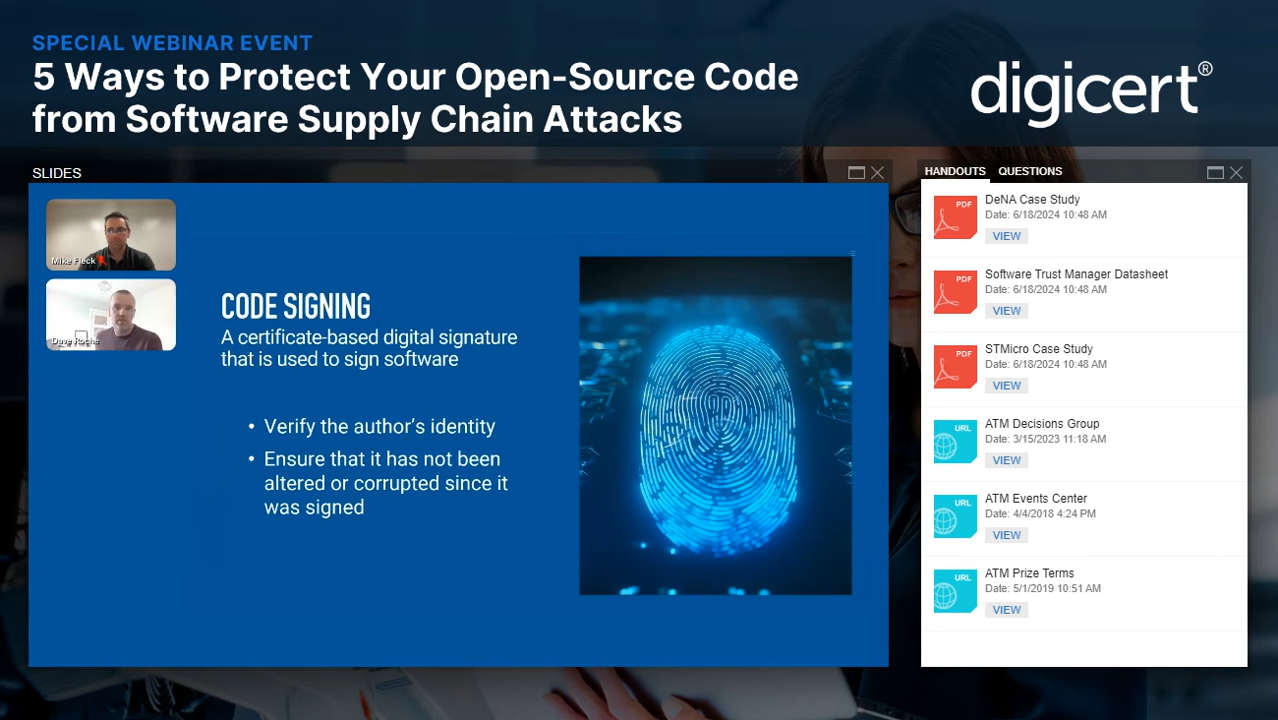 SPECIAL WEBINAR EVENT
5 Ways to Protect Your Open-Source Code
from Software Supply Chain Attacks
digicert®
SLIDES
Mike Fleck
Dave Roche
CODE SIGNING
A certificate-based digital signature
that is used to sign software
• Verify the author's identity
• Ensure that it has not been
altered or corrupted since it
was signed
HANDOUTS QUESTIONS
PDF
DeNA Case Study
Date: 6/18/2024 10:48 AM
VIEW
PDF
Software Trust Manager Datasheet
Date: 6/18/2024 10:48 AM
VIEW
PDF
STMicro Case Study
Date: 6/18/2024 10:48 AM
VIEW
URL
ATM Decisions Group
Date: 3/15/2023 11:18 AM
VIEW
URL
ATM Events Center
Date: 4/4/2018 4:24 PM
VIEW
URL
ATM Prize Terms
Date: 5/1/2019 10:51 AM
VIEW